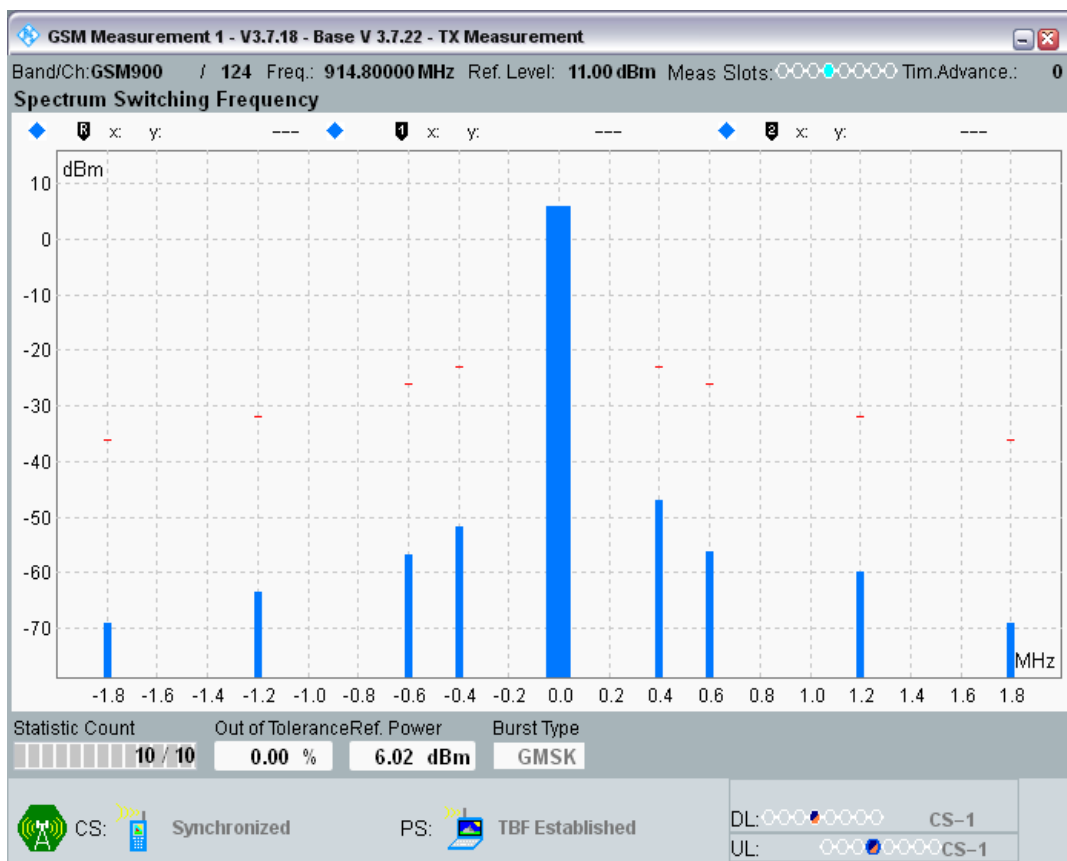 GSM Measurement 1 - V3.7.18 - Base V 3.7.22 - TX Measurement
Band/Ch:GSM900 / 124 Freq.: 914.80000 MHz Ref. Level: 11.00 dBm Meas Slots: Tim.Advance.: 0
Spectrum Switching Frequency
R x: y: --- 1 x: y: --- 2 x: y: ---
dBm
10
0
-10
-20
-30
-40
-50
-60
-70
MHz
-1.8 -1.6 -1.4 -1.2 -1.0 -0.8 -0.6 -0.4 -0.2 0.0 0.2 0.4 0.6 0.8 1.0 1.2 1.4 1.6 1.8
Statistic Count Out of Tolerance Ref. Power Burst Type
10 / 10 0.00 % 6.02 dBm GMSK
CS: Synchronized PS: TBF Established
DL: CS-1
UL: CS-1